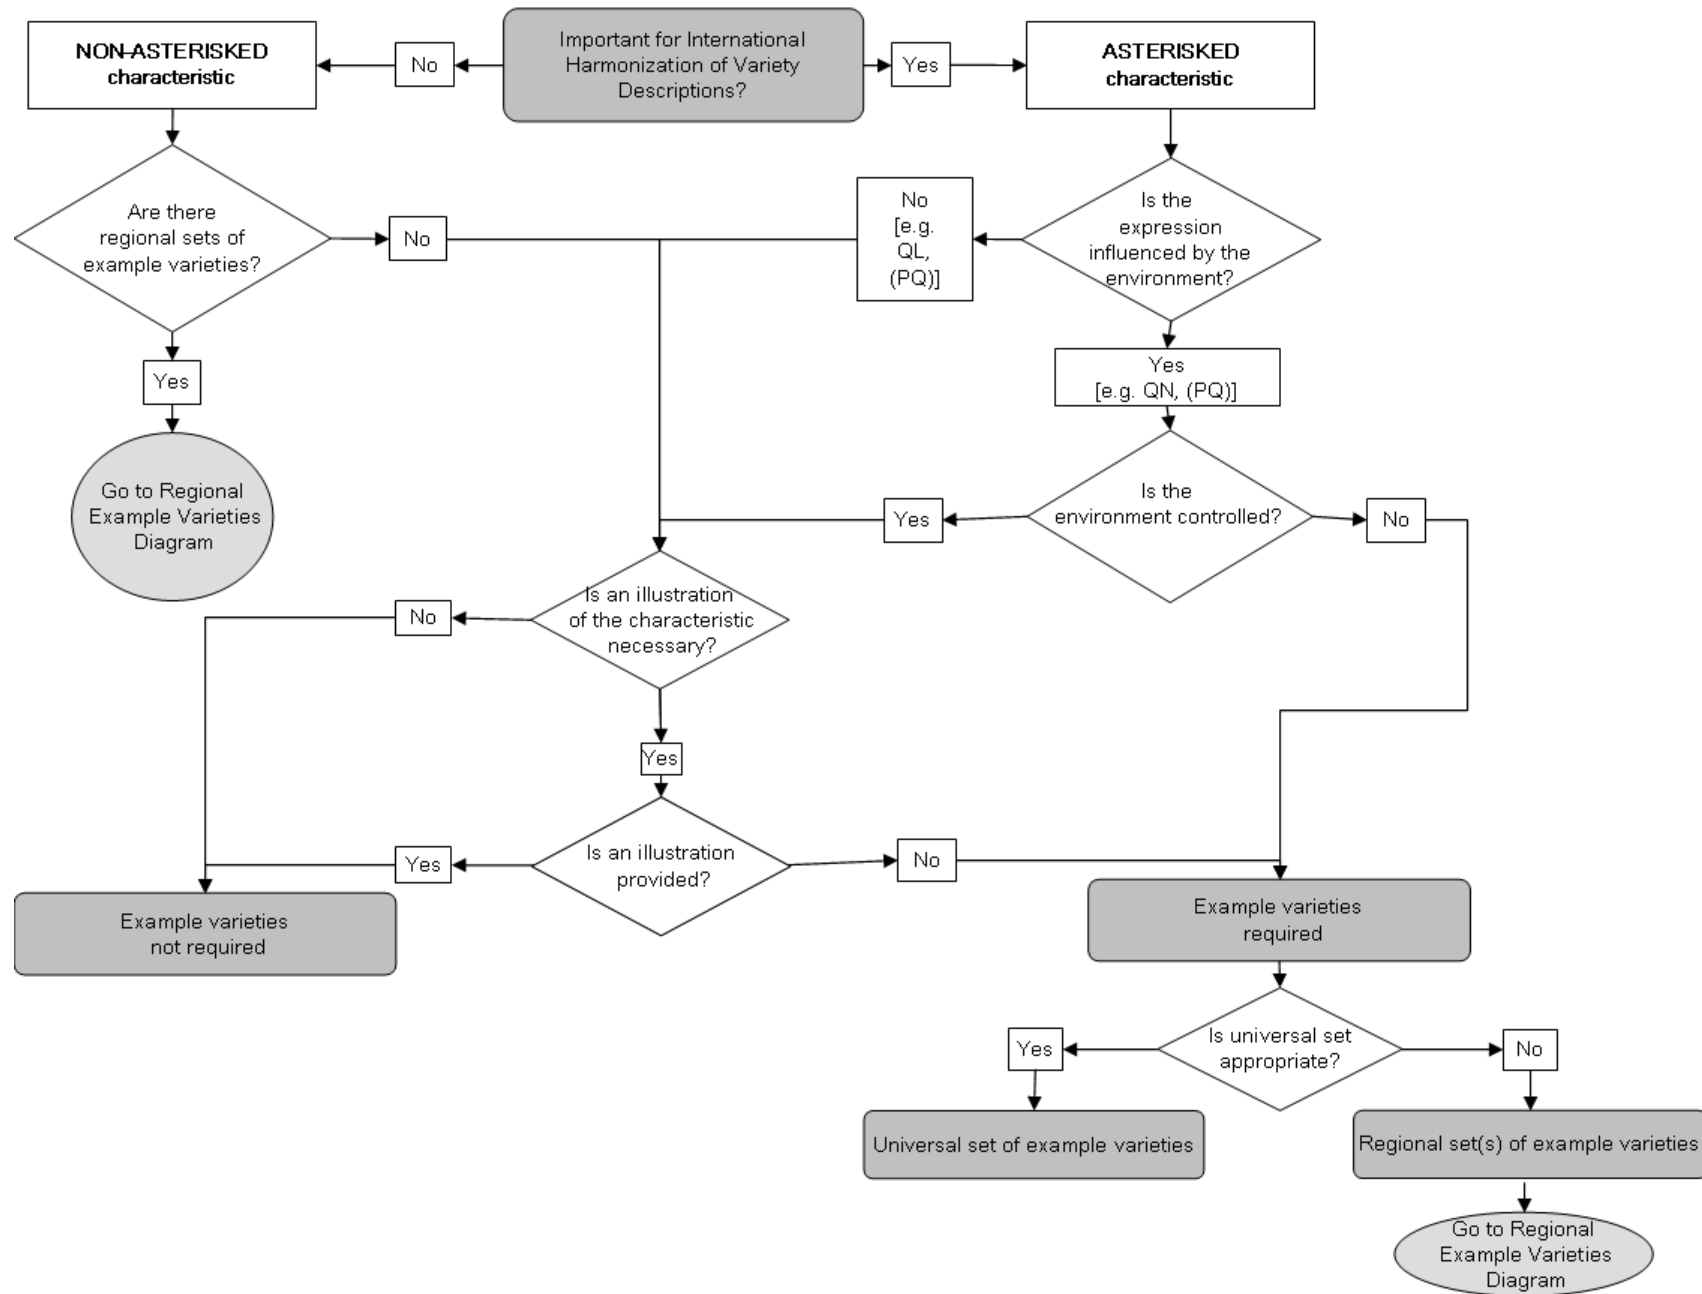 NON-ASTERISKED
characteristic
No
Important for International
Harmonization of Variety
Descriptions?
Yes
ASTERISKED
characteristic
Are there
regional sets of
example varieties?
No
No
[e.g.
QL,
(PQ)]
Is the
expression
influenced by the
environment?
Yes
Yes
[e.g. QN, (PQ)]
Go to Regional
Example Varieties
Diagram
Yes
Is the
environment controlled?
No
No
Is an illustration
of the characteristic
necessary?
Yes
Yes
Is an illustration
provided?
No
Example varieties
not required
Example varieties
required
Yes
Is universal set
appropriate?
No
Universal set of example varieties
Regional set(s) of example varieties
Go to Regional
Example Varieties
Diagram